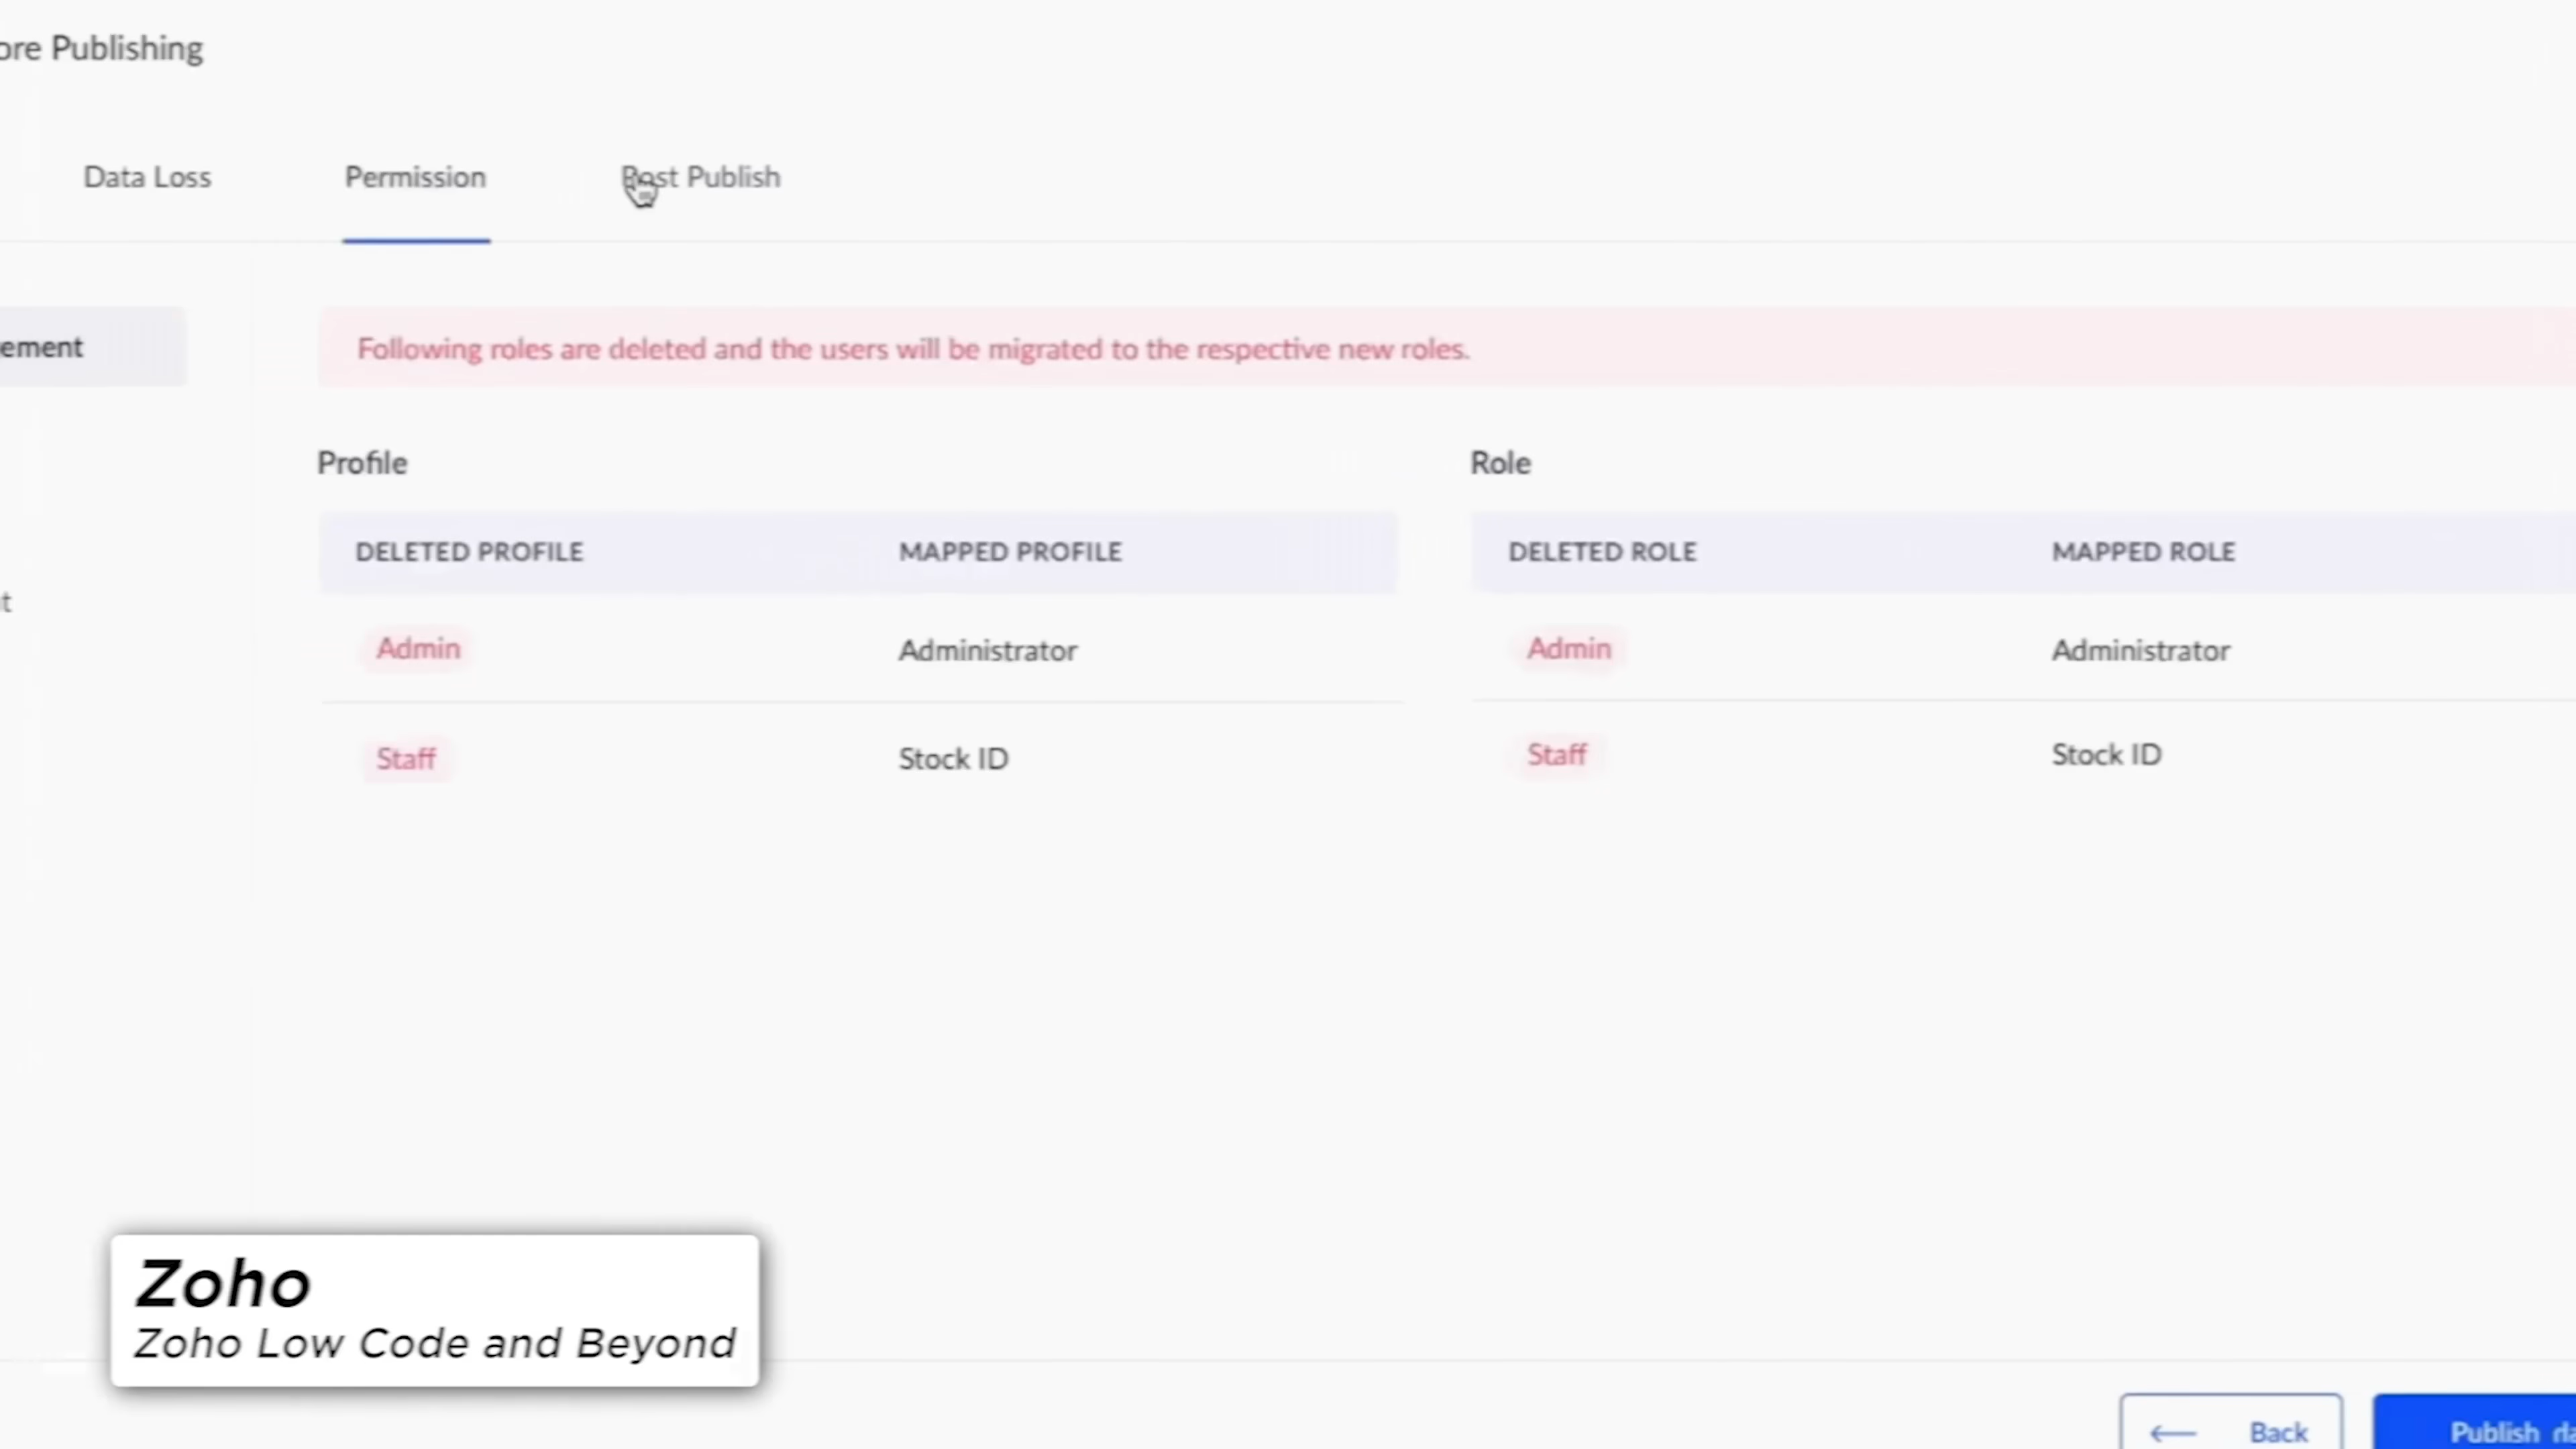 ore Publishing
Data Loss Permission Post Publish
ement
Following roles are deleted and the users will be migrated to the respective new roles.
Profile
Role
DELETED PROFILE MAPPED PROFILE
DELETED ROLE MAPPED ROLE
t
Admin Administrator
Admin Administrator
Staff Stock ID
Staff Stock ID
Zoho
Zoho Low Code and Beyond
Back
Publish